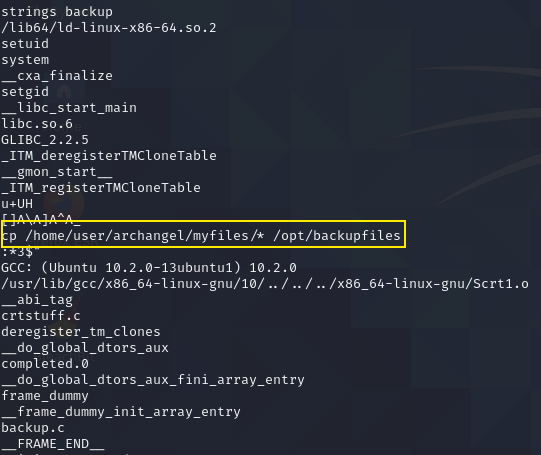 strings backup
/lib64/ld-linux-x86-64.so.2
setuid
system
__cxa_finalize
setgid
__libc_start_main
libc.so.6
GLIBC_2.2.5
_ITM_deregisterTMCloneTable
__gmon_start__
_ITM_registerTMCloneTable
u+UH
[]A\A]A^A_
cp /home/user/archangel/myfiles/* /opt/backupfiles
:*3$"
GCC: (Ubuntu 10.2.0-13ubuntu1) 10.2.0
/usr/lib/gcc/x86_64-linux-gnu/10/../../../x86_64-linux-gnu/Scrt1.o
__abi_tag
crtstuff.c
deregister_tm_clones
__do_global_dtors_aux
completed.0
__do_global_dtors_aux_fini_array_entry
frame_dummy
__frame_dummy_init_array_entry
backup.c
__FRAME_END__